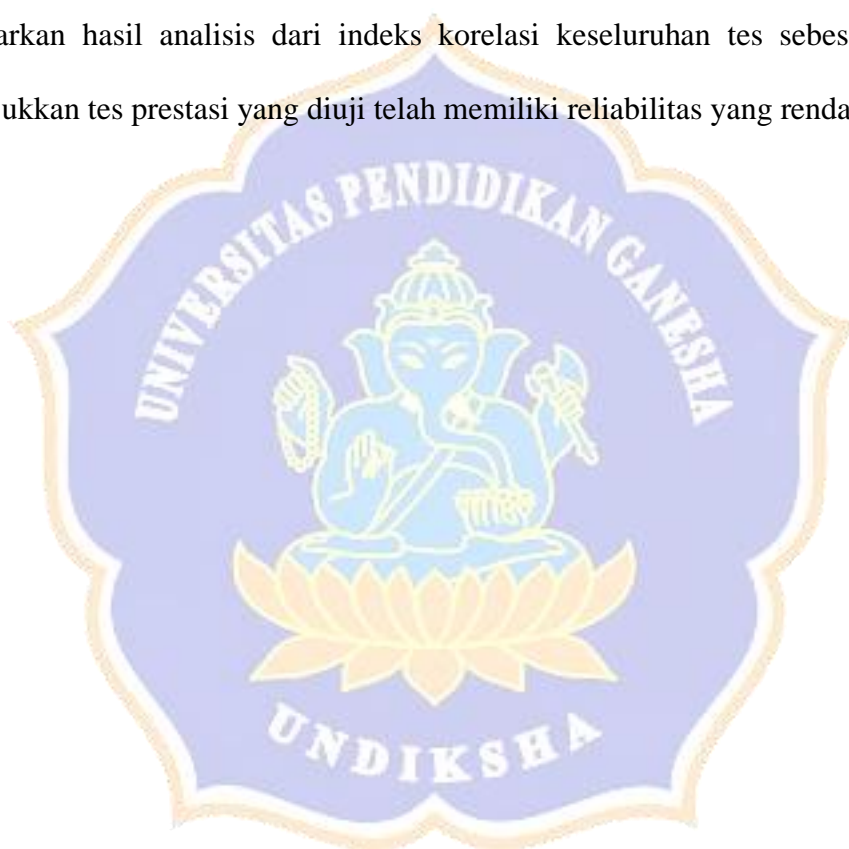 arkan hasil analisis dari indeks korelasi keseluruhan tes sebes
ukkan tes prestasi yang diuji telah memiliki reliabilitas yang renda
UNIVERSITAS PENDIDIKAN GANESHA
UNDIKSHA